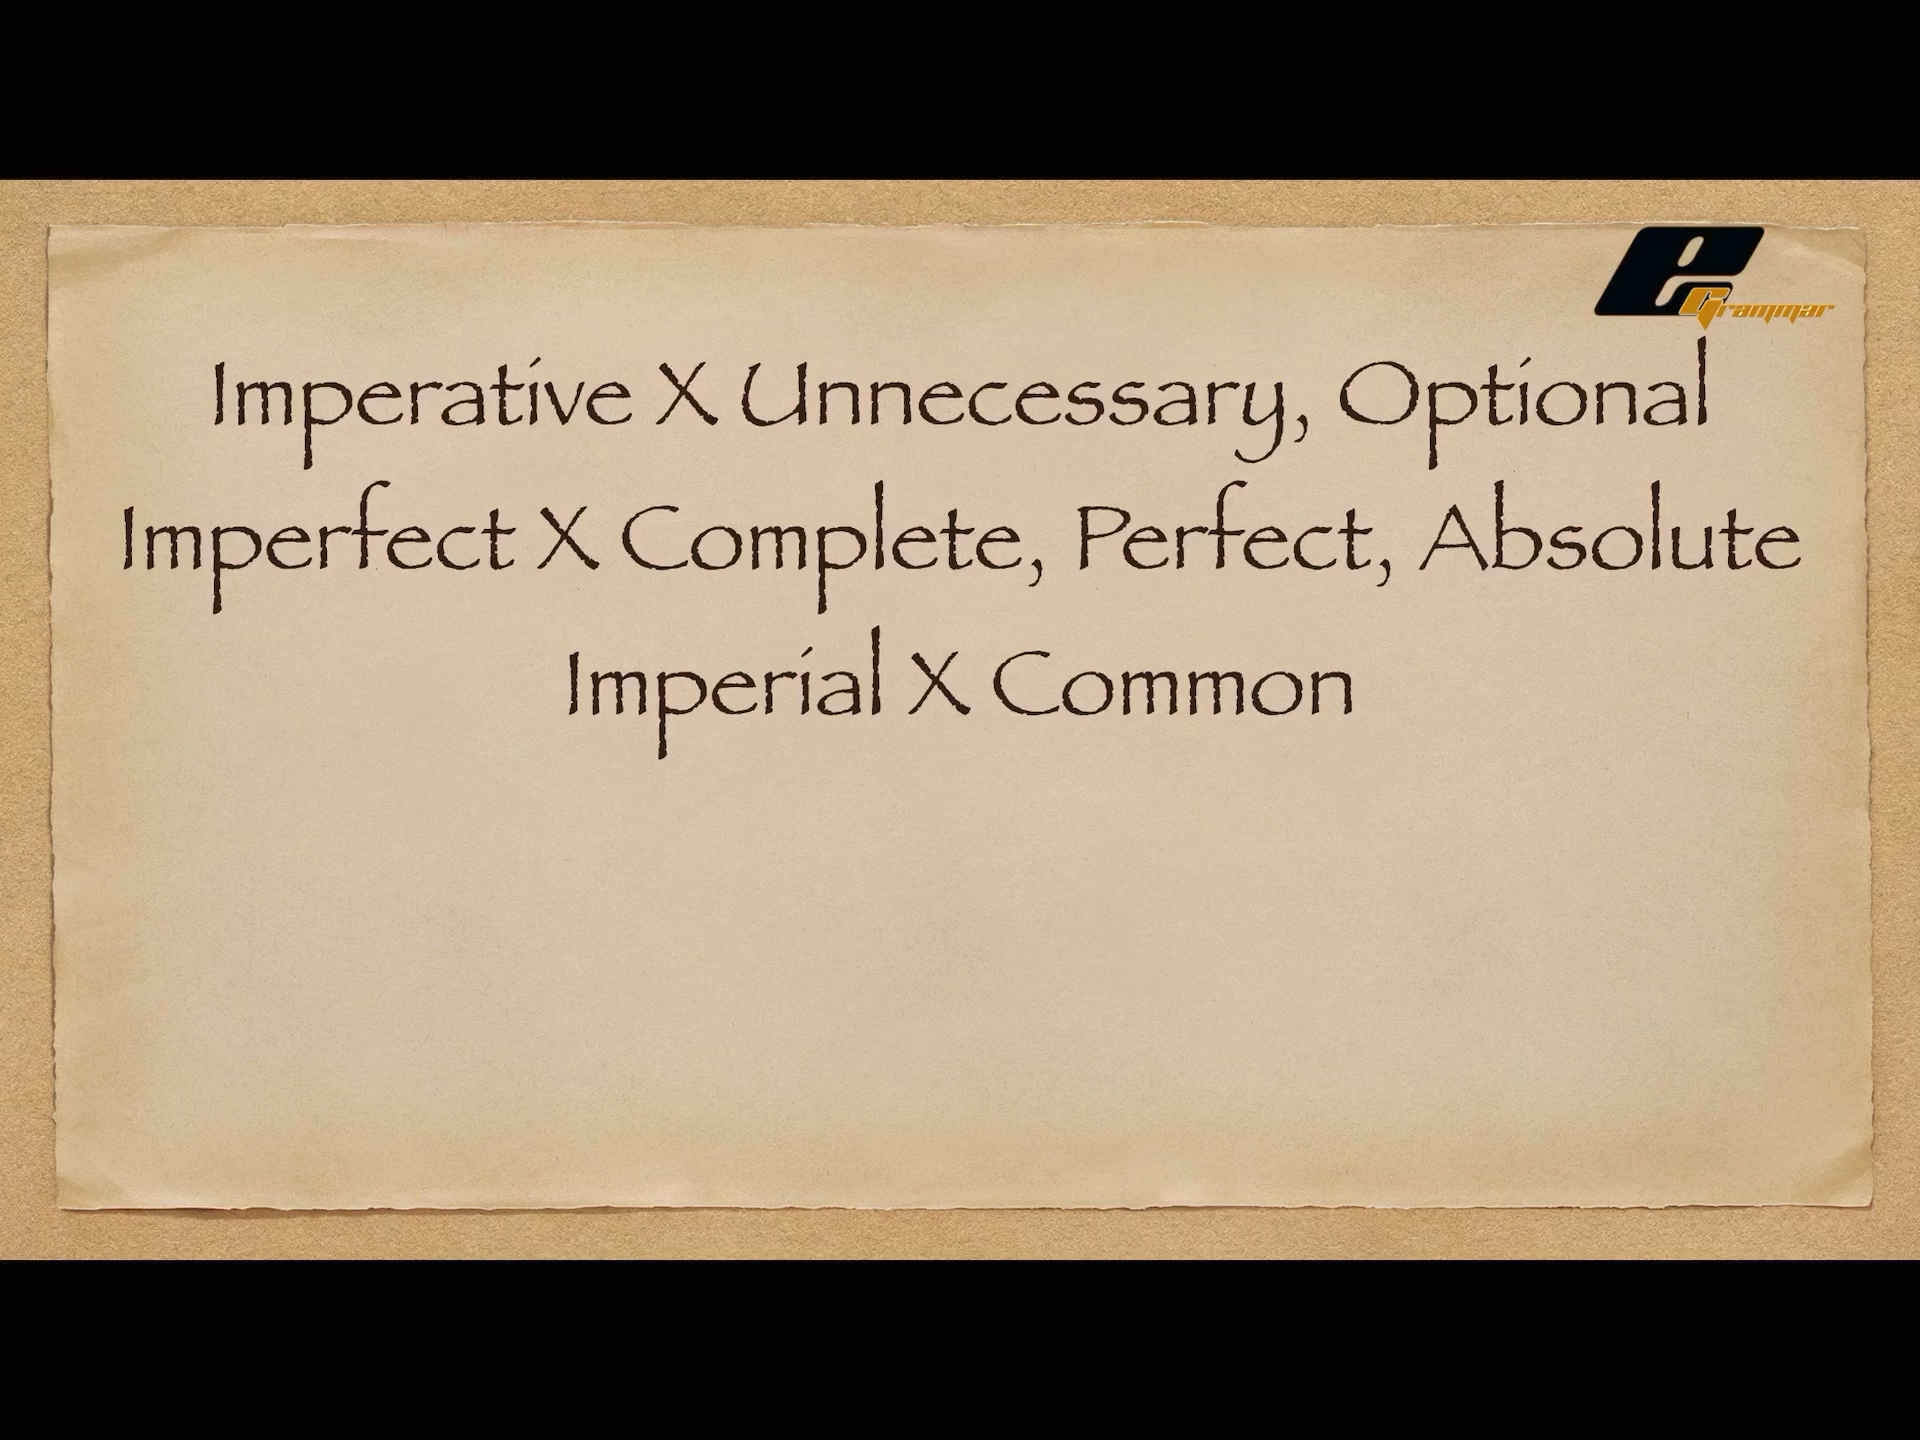 e Grammar
Imperative X Unnecessary, Optional
Imperfect X Complete, Perfect, Absolute
Imperial X Common